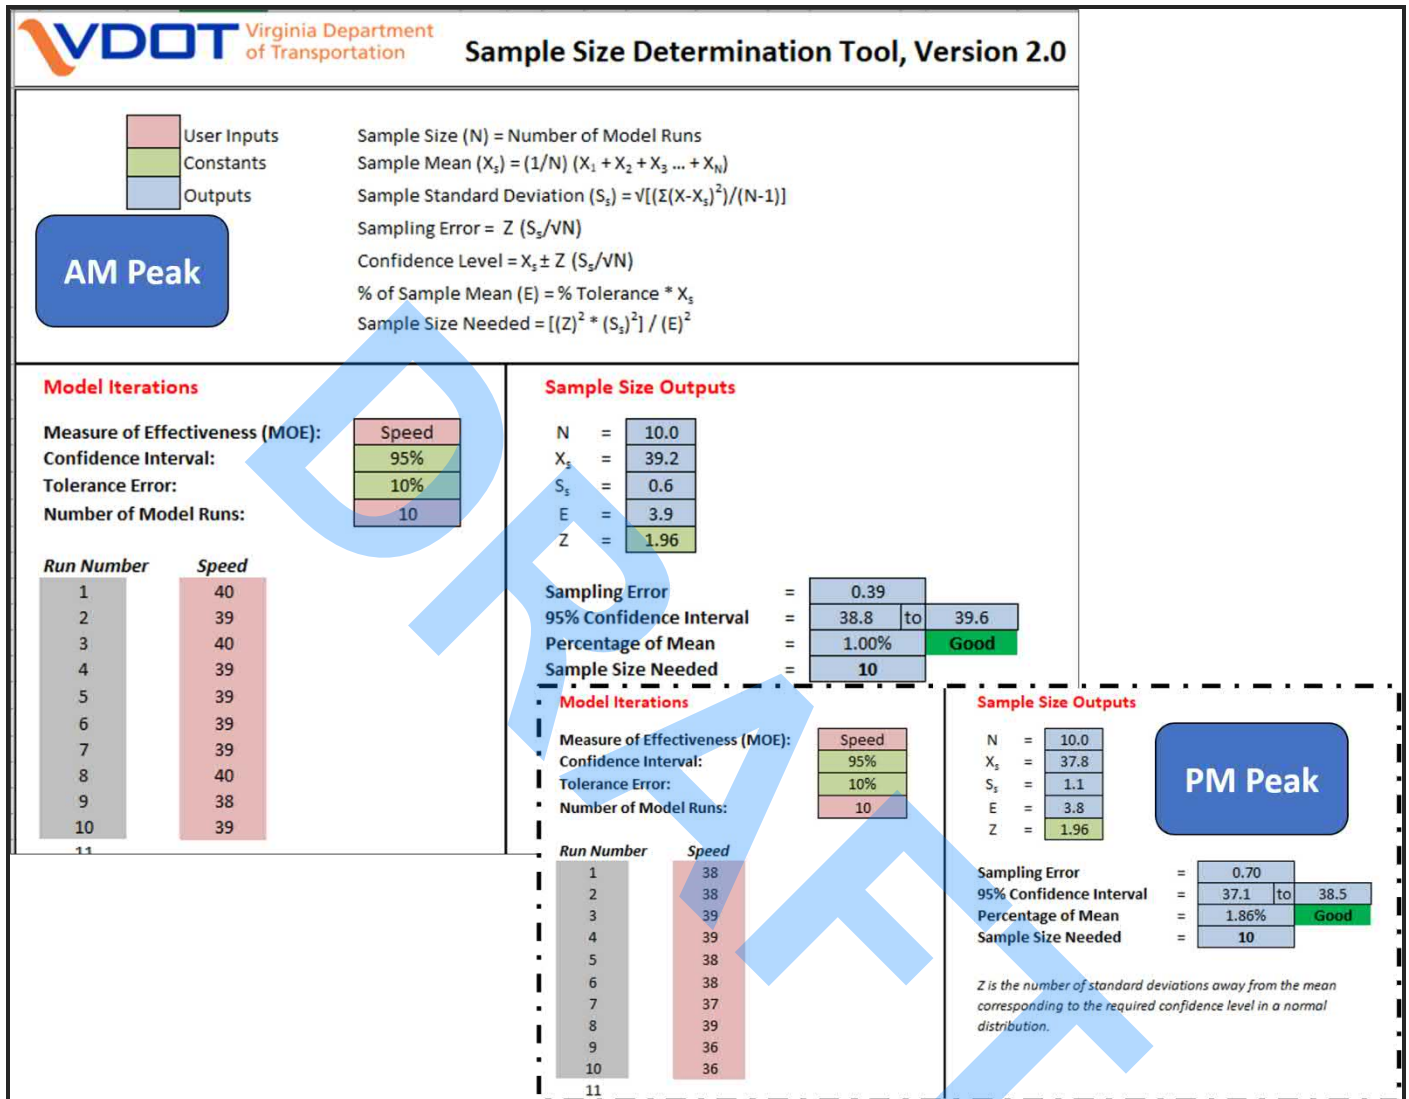 VDOT Virginia Department
of Transportation
Sample Size Determination Tool, Version 2.0
User Inputs
Constants
Outputs
AM Peak
Sample Size (N) = Number of Model Runs
Sample Mean (Xs) = (1/N) (X1 + X2 + X3 ... + XN)
Sample Standard Deviation (Ss) = √[(Σ(X-Xs)²)/(N-1)]
Sampling Error = Z (Ss/√N)
Confidence Level = Xs ± Z (Ss/√N)
% of Sample Mean (E) = % Tolerance * Xs
Sample Size Needed = [(Z)² * (Ss)²] / (E)²
Model Iterations
Measure of Effectiveness (MOE): Speed
Confidence Interval: 95%
Tolerance Error: 10%
Number of Model Runs: 10
Run Number Speed
1 40
2 39
3 40
4 39
5 39
6 39
7 39
8 40
9 38
10 39
11
Sample Size Outputs
N = 10.0
Xs = 39.2
Ss = 0.6
E = 3.9
Z = 1.96
Sampling Error = 0.39
95% Confidence Interval = 38.8 to 39.6
Percentage of Mean = 1.00% Good
Sample Size Needed = 10
Model Iterations
Measure of Effectiveness (MOE): Speed
Confidence Interval: 95%
Tolerance Error: 10%
Number of Model Runs: 10
Run Number Speed
1 38
2 38
3 39
4 39
5 38
6 38
7 37
8 39
9 36
10 36
11
Sample Size Outputs
N = 10.0
Xs = 37.8
Ss = 1.1
E = 3.8
Z = 1.96
PM Peak
Sampling Error = 0.70
95% Confidence Interval = 37.1 to 38.5
Percentage of Mean = 1.86% Good
Sample Size Needed = 10
Z is the number of standard deviations away from the mean
corresponding to the required confidence level in a normal
distribution.
DRAFT